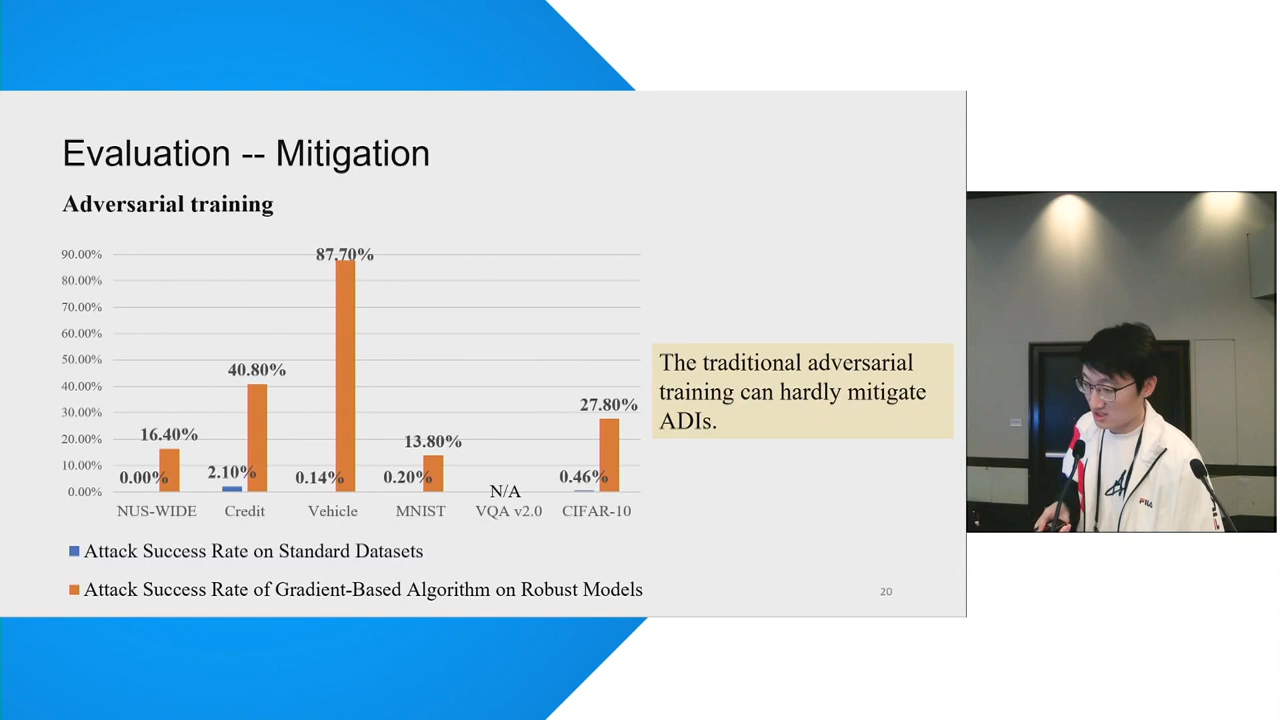 Evaluation -- Mitigation
Adversarial training
90.00%
80.00%
70.00%
60.00%
50.00%
40.00%
30.00%
20.00%
10.00%
0.00%
0.00%
16.40%
2.10%
40.80%
0.14%
87.70%
0.20%
13.80%
N/A
0.46%
27.80%
NUS-WIDE
Credit
Vehicle
MNIST
VQA v2.0
CIFAR-10
Attack Success Rate on Standard Datasets
Attack Success Rate of Gradient-Based Algorithm on Robust Models
The traditional adversarial
training can hardly mitigate
ADIs.
20
FILA